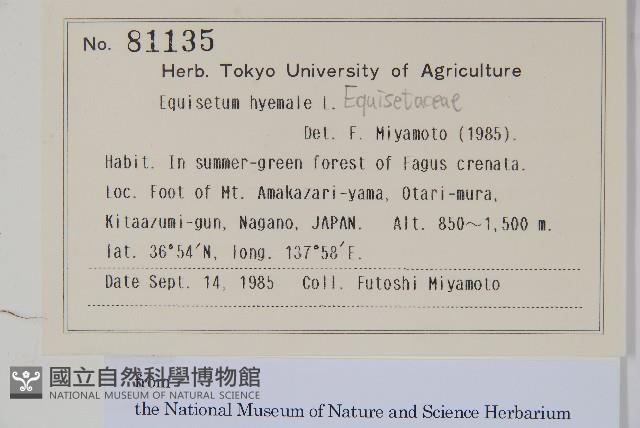 No. 81135
Herb. Tokyo University of Agriculture
Equisetum hyemale L. Equisetaceae
Det. F. Miyamoto (1985).
Habit. In summer-green forest of Fagus crenata.
Loc. Foot of Mt. Amakazari-yama, Otari-mura,
Kitaazumi-gun, Nagano, JAPAN. Alt. 850~1,500 m.
lat. 36°54′N, long. 137°58′E.
Date Sept. 14, 1985 Coll. Futoshi Miyamoto
國立自然科學博物館
NATIONAL MUSEUM OF NATURAL SCIENCE
from
the National Museum of Nature and Science Herbarium